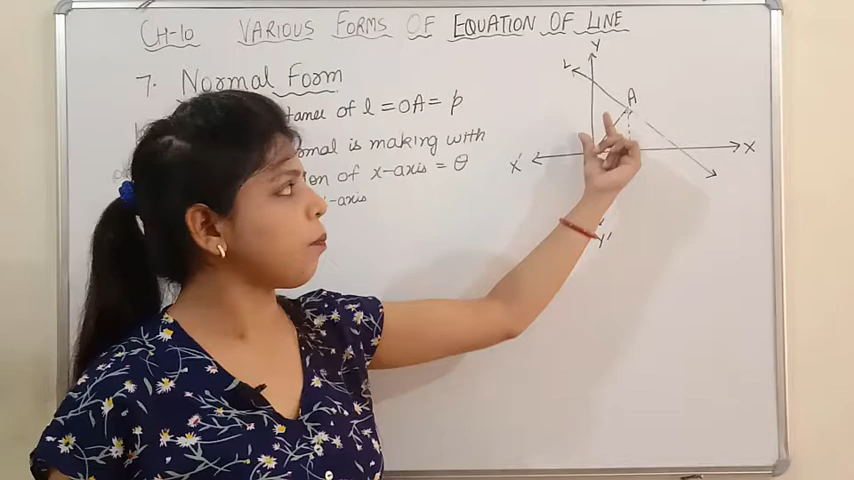 CH-10 VARIOUS FORMS OF EQUATION OF LINE
7. Normal Form
of l = OA = p
normal is making with
of x-axis = θ
x-axis
Y
L
A
X' X
Y'